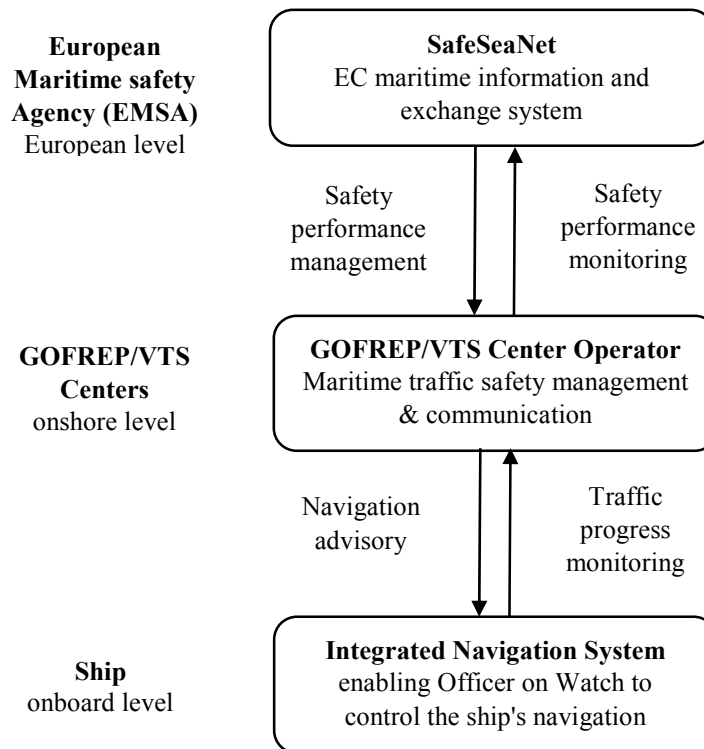 European
Maritime safety
Agency (EMSA)
European level
SafeSeaNet
EC maritime information and
exchange system
Safety
performance
management
Safety
performance
monitoring
GOFREP/VTS
Centers
onshore level
GOFREP/VTS Center Operator
Maritime traffic safety management
& communication
Navigation
advisory
Traffic
progress
monitoring
Ship
onboard level
Integrated Navigation System
enabling Officer on Watch to
control the ship's navigation